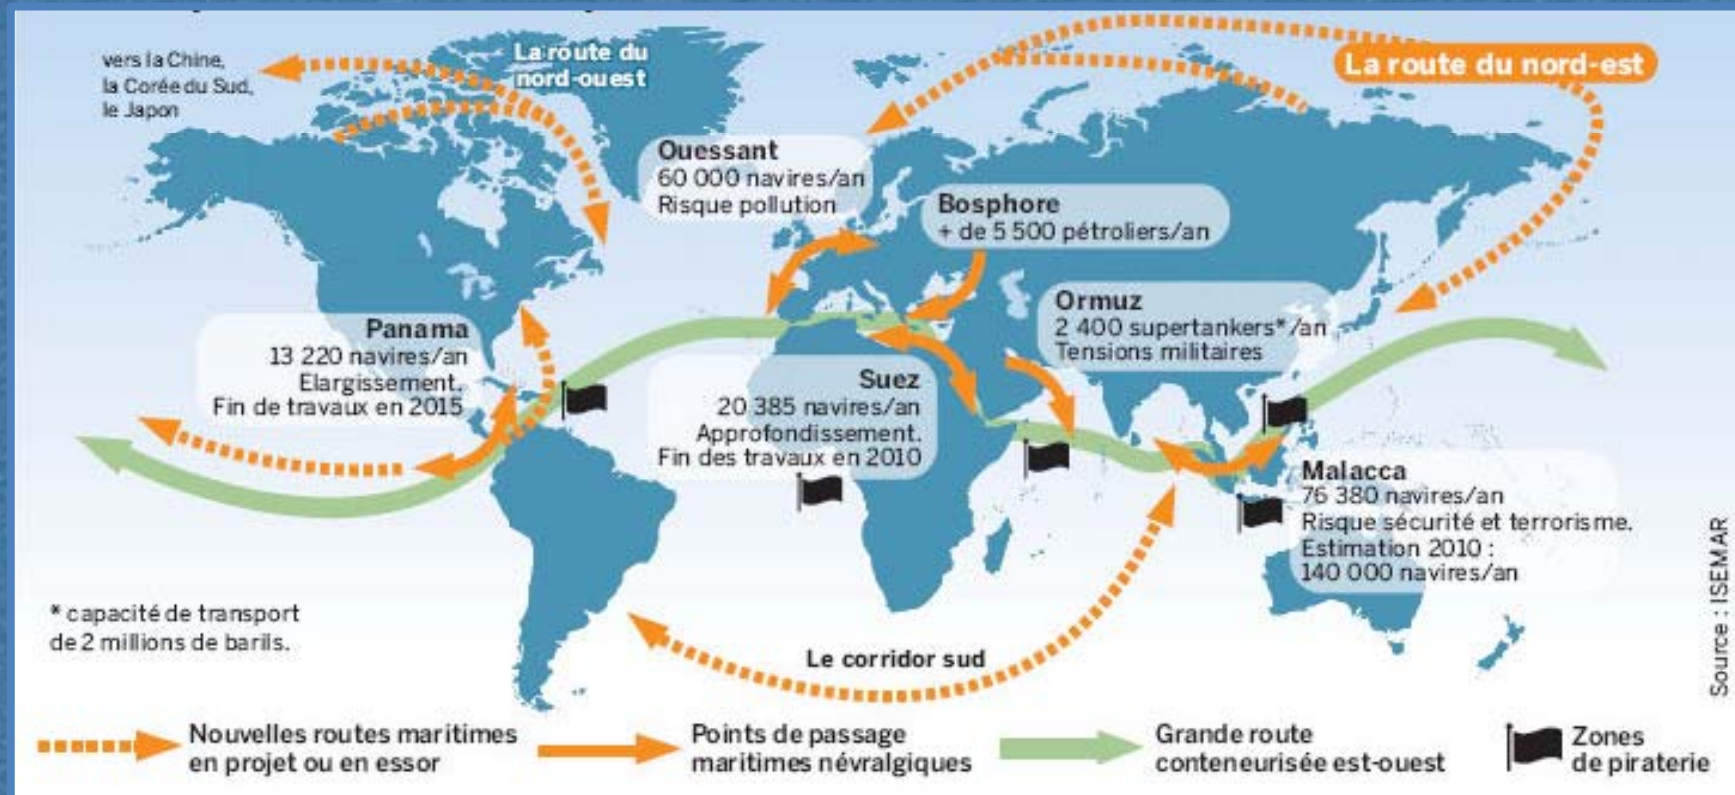 vers la Chine,
la Corée du Sud,
le Japon
La route du
nord-ouest
La route du nord-est
Ouessant
60 000 navires/an
Risque pollution
Bosphore
+ de 5 500 pétroliers/an
Ormuz
2 400 supertankers*/an
Tensions militaires
Panama
13 220 navires/an
Elargissement.
Fin de travaux en 2015
Suez
20 385 navires/an
Approfondissement.
Fin des travaux en 2010
Malacca
76 380 navires/an
Risque sécurité et terrorisme.
Estimation 2010 :
140 000 navires/an
* capacité de transport
de 2 millions de barils.
Le corridor sud
Source : ISEMAR
Nouvelles routes maritimes
en projet ou en essor
Points de passage
maritimes névralgiques
Grande route
conteneurisée est-ouest
Zones
de piraterie